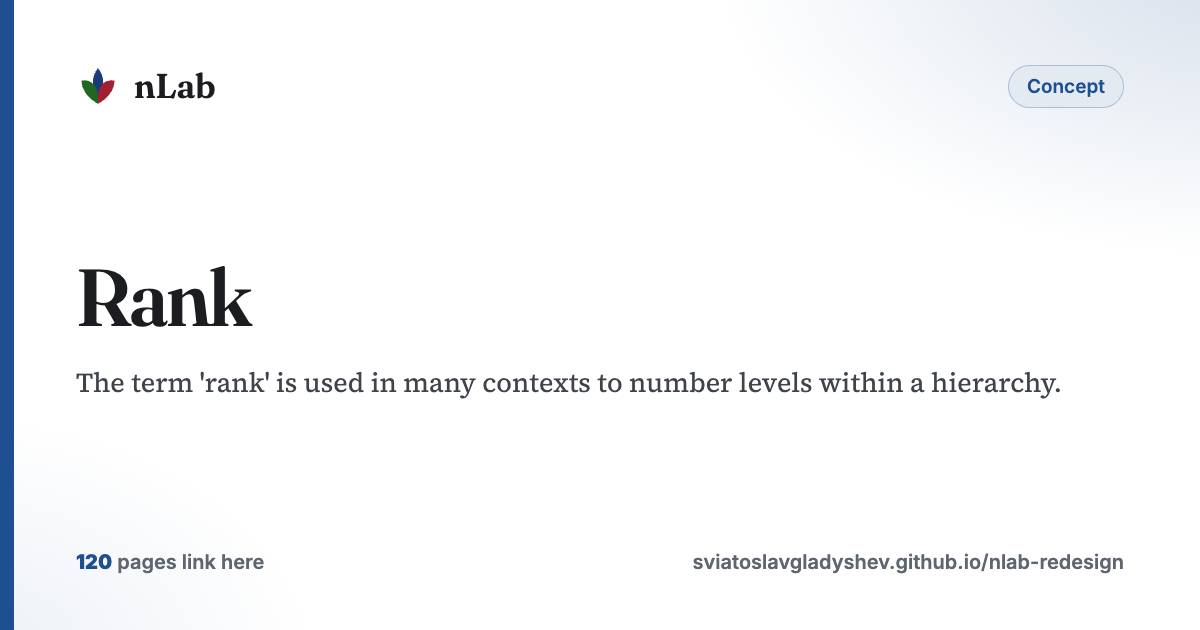 nLab
Concept
Rank
The term 'rank' is used in many contexts to number levels within a hierarchy.
120 pages link here
sviatoslavgladyshev.github.io/nlab-redesign